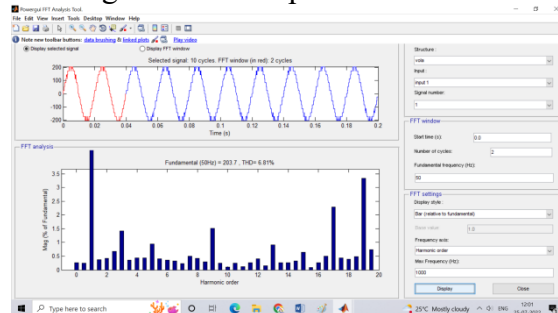 Powergui FFT Analysis Tool.
File Edit View Insert Tools Desktop Window Help
Note new toolbar buttons: data brushing & linked plots Play video
Display selected signal Display FFT window
Selected signal: 10 cycles. FFT window (in red): 2 cycles
200
100
0
-100
-200
0 0.02 0.04 0.06 0.08 0.1 0.12 0.14 0.16 0.18 0.2
Time (s)
FFT analysis
Fundamental (50Hz) = 203.7 , THD= 6.81%
Mag (% of Fundamental)
3.5
3
2.5
2
1.5
1
0.5
0
0 2 4 6 8 10 12 14 16 18 20
Harmonic order
Structure :
Input :
input 1
Signal number:
1
FFT window
Start time (s): 0.0
Number of cycles: 2
Fundamental frequency (Hz):
50
FFT settings
Display style :
Bar (relative to fundamental)
Base value 1.0
Frequency axis:
Harmonic order
Max Frequency (Hz):
1000
Display Close
Type here to search
25°C Mostly cloudy ENG 12:01